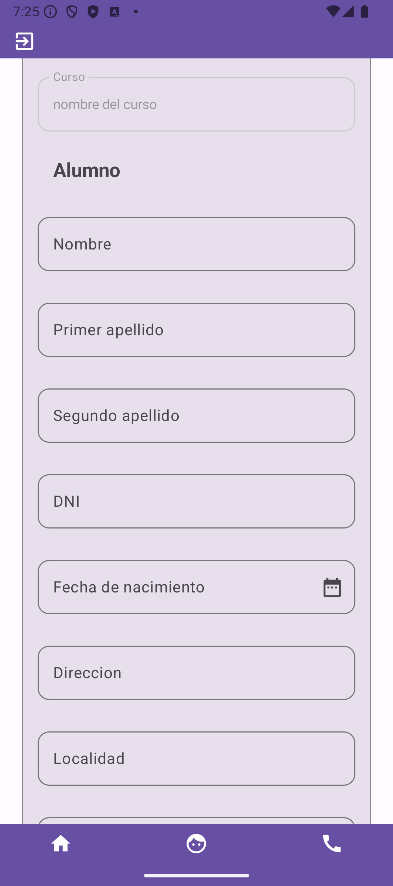 7:25
Curso
nombre del curso
Alumno
Nombre
Primer apellido
Segundo apellido
DNI
Fecha de nacimiento
Direccion
Localidad